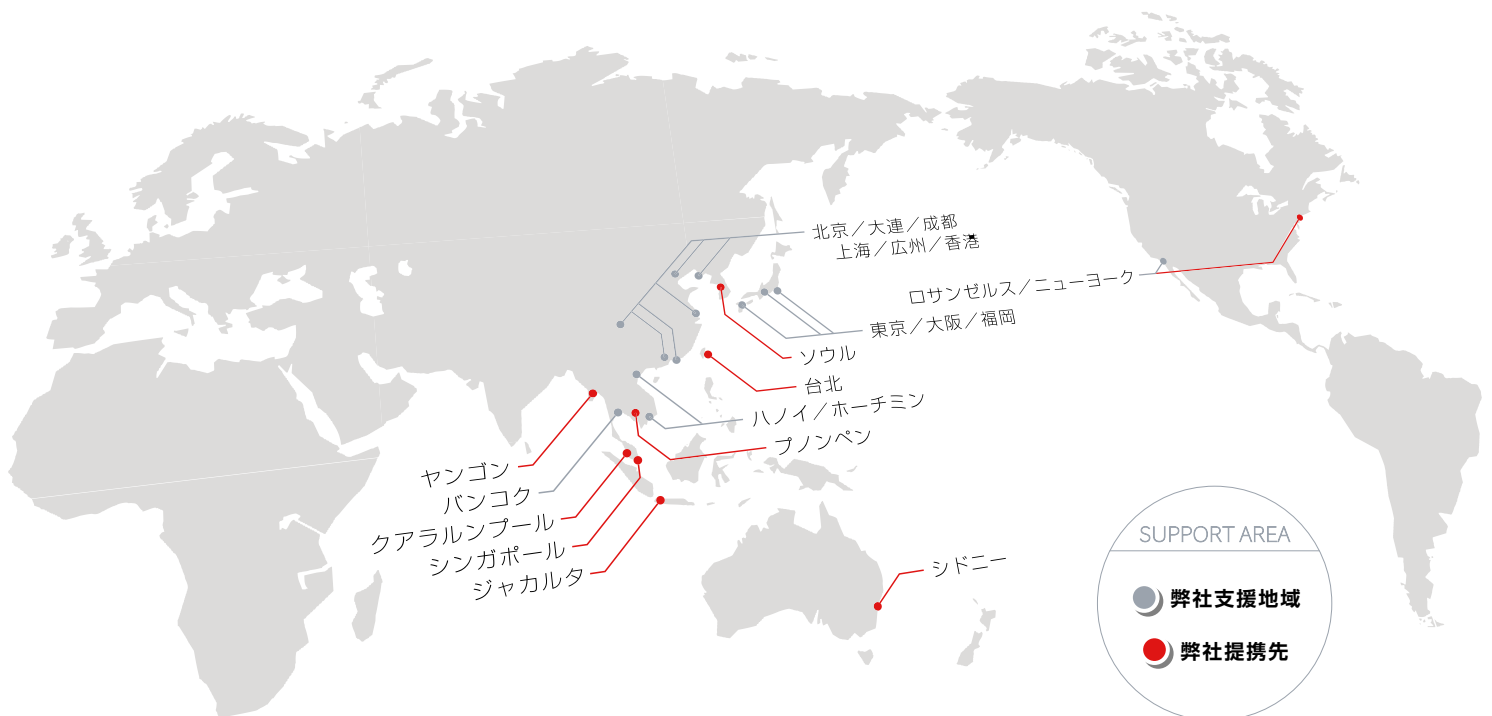 北京／大連／成都
上海／広州／香港
ロサンゼルス／ニューヨーク
東京／大阪／福岡
ソウル
台北
ハノイ／ホーチミン
プノンペン
ヤンゴン
バンコク
クアラルンプール
シンガポール
ジャカルタ
シドニー
SUPPORT AREA
弊社支援地域
弊社提携先